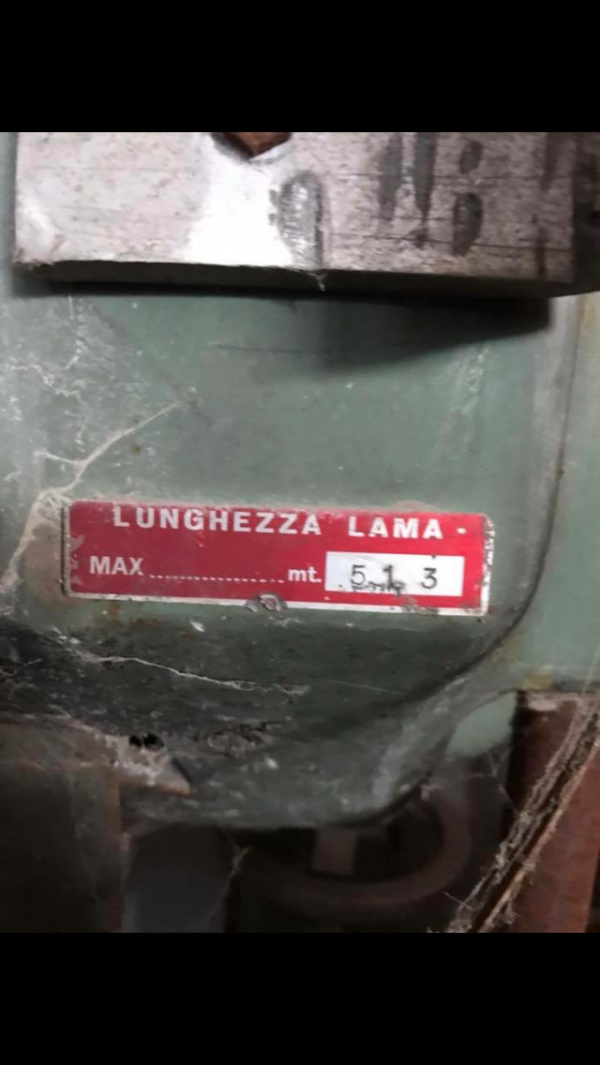 LUNGHEZZA LAMA
MAX............... mt. 5.1 3